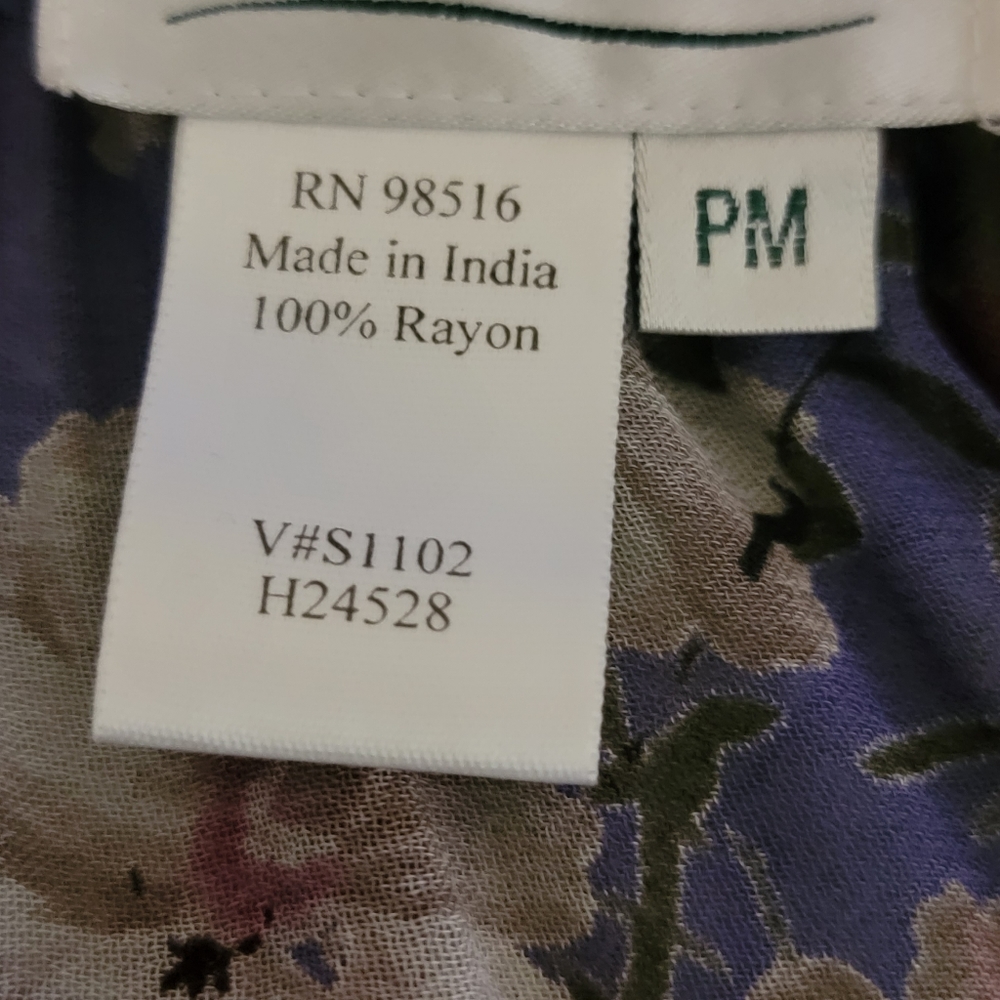 RN 98516
Made in India
100% Rayon
V#S1102
H24528
PM